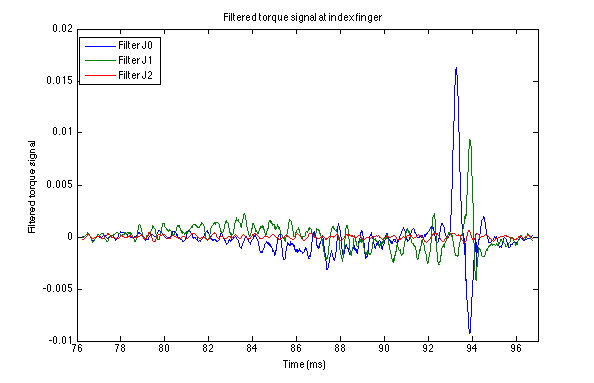 Filtered torque signal at index finger
0.02
Filter J0
Filter J1
Filter J2
0.015
0.01
0.005
0
-0.005
-0.01
Filtered torque signal
76 78 80 82 84 86 88 90 92 94 96
Time (ms)